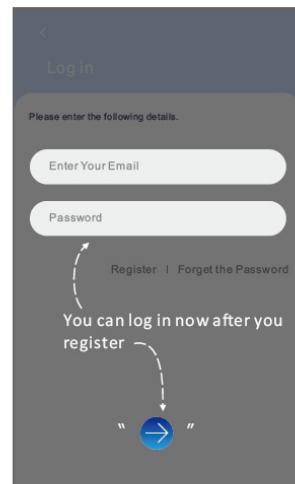 Log in
Please enter the following details.
Enter Your Email
Password
Register | Forget the Password
You can log in now after you
register
" "